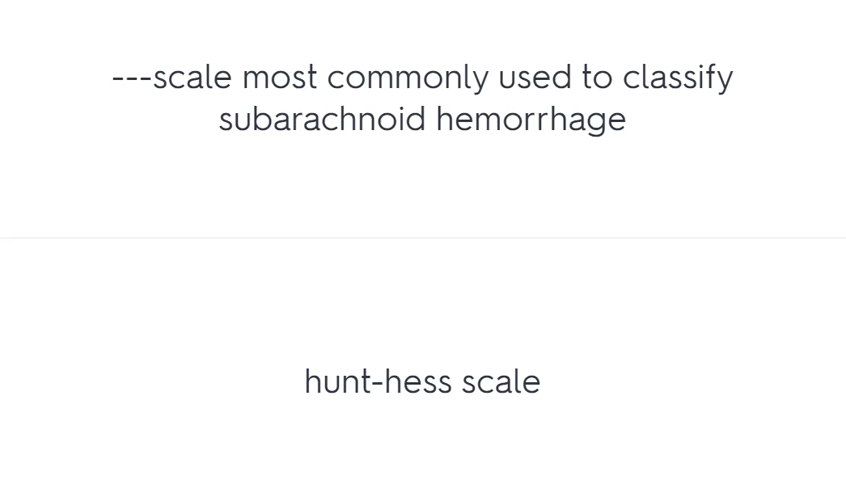 ---scale most commonly used to classify
subarachnoid hemorrhage
hunt-hess scale